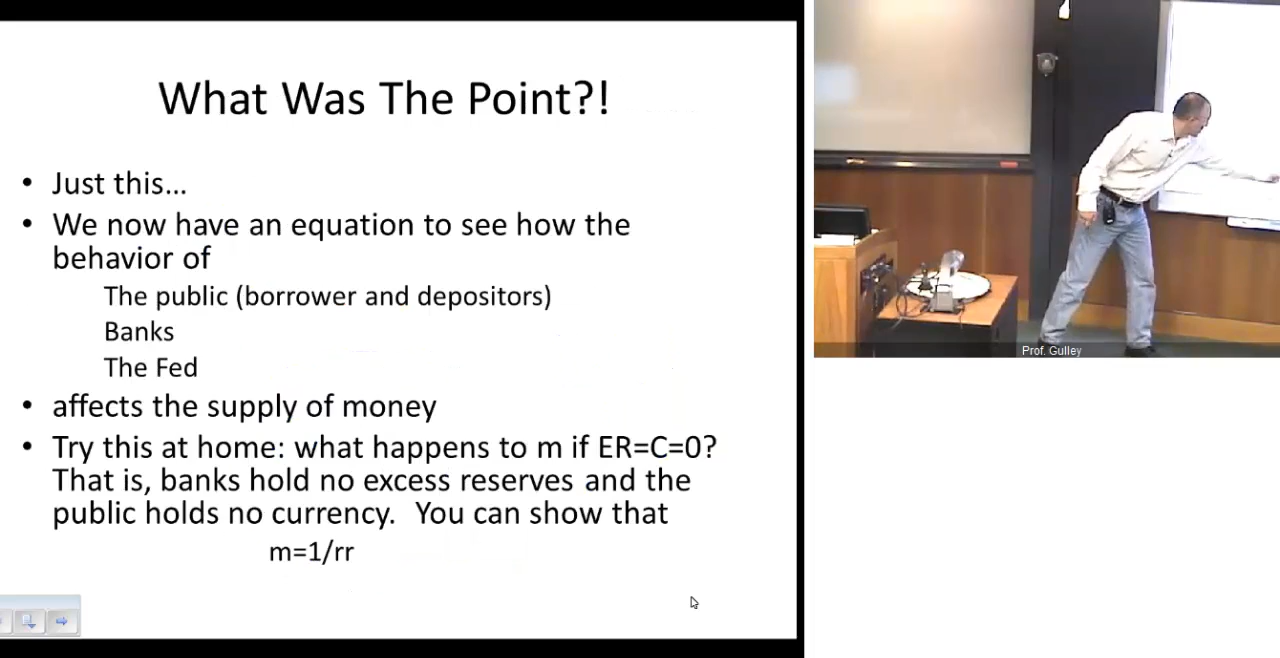 What Was The Point?!
• Just this...
• We now have an equation to see how the
behavior of
The public (borrower and depositors)
Banks
The Fed
• affects the supply of money
• Try this at home: what happens to m if ER=C=0?
That is, banks hold no excess reserves and the
public holds no currency.  You can show that
m=1/rr
Prof. Gulley